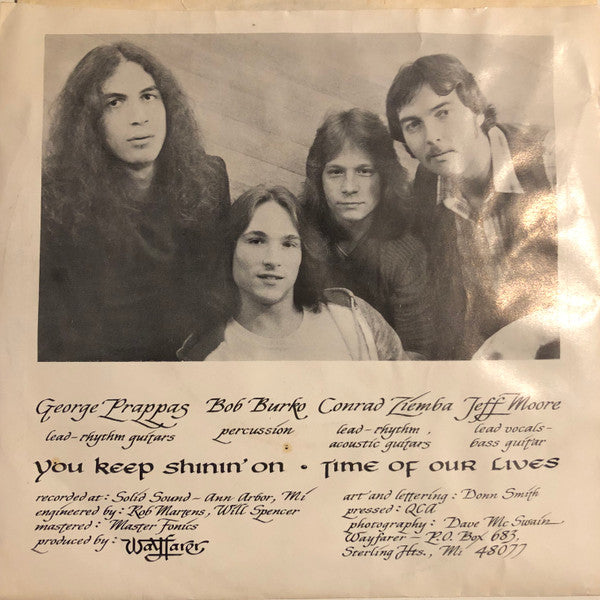 George Prappas Bob Burko Conrad Ziemba Jeff Moore
lead-rhythm guitars percussion lead-rhythm, acoustic guitars lead vocals-bass guitar
you keep shinin' on • time of our lives
recorded at: Solid Sound - Ann Arbor, Mi
engineered by: Rob Martens, Will Spencer
mastered: Master Fonics
produced by: Wayfarer
art and lettering: Donn Smith
pressed: QCA
photography: Dave Mc Swain
Wayfarer - P.O. Box 683,
Sterling Hts., Mi 48077